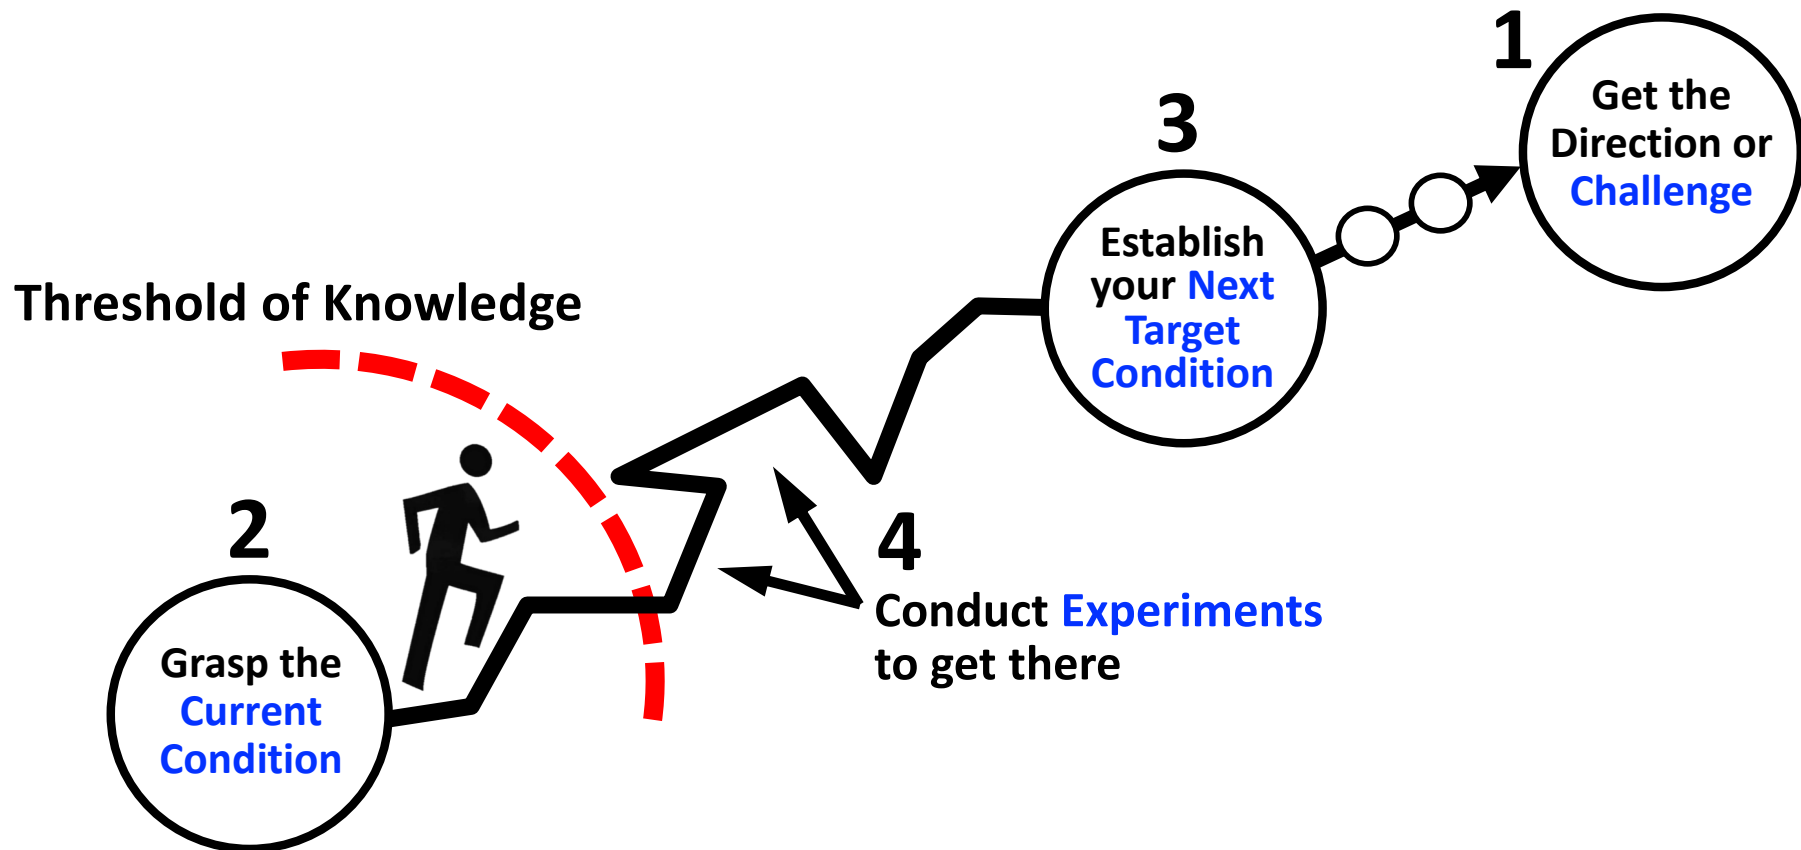 1
Get the
Direction or
Challenge
3
Establish
your Next
Target
Condition
Threshold of Knowledge
2
Grasp the
Current
Condition
4
Conduct Experiments
to get there